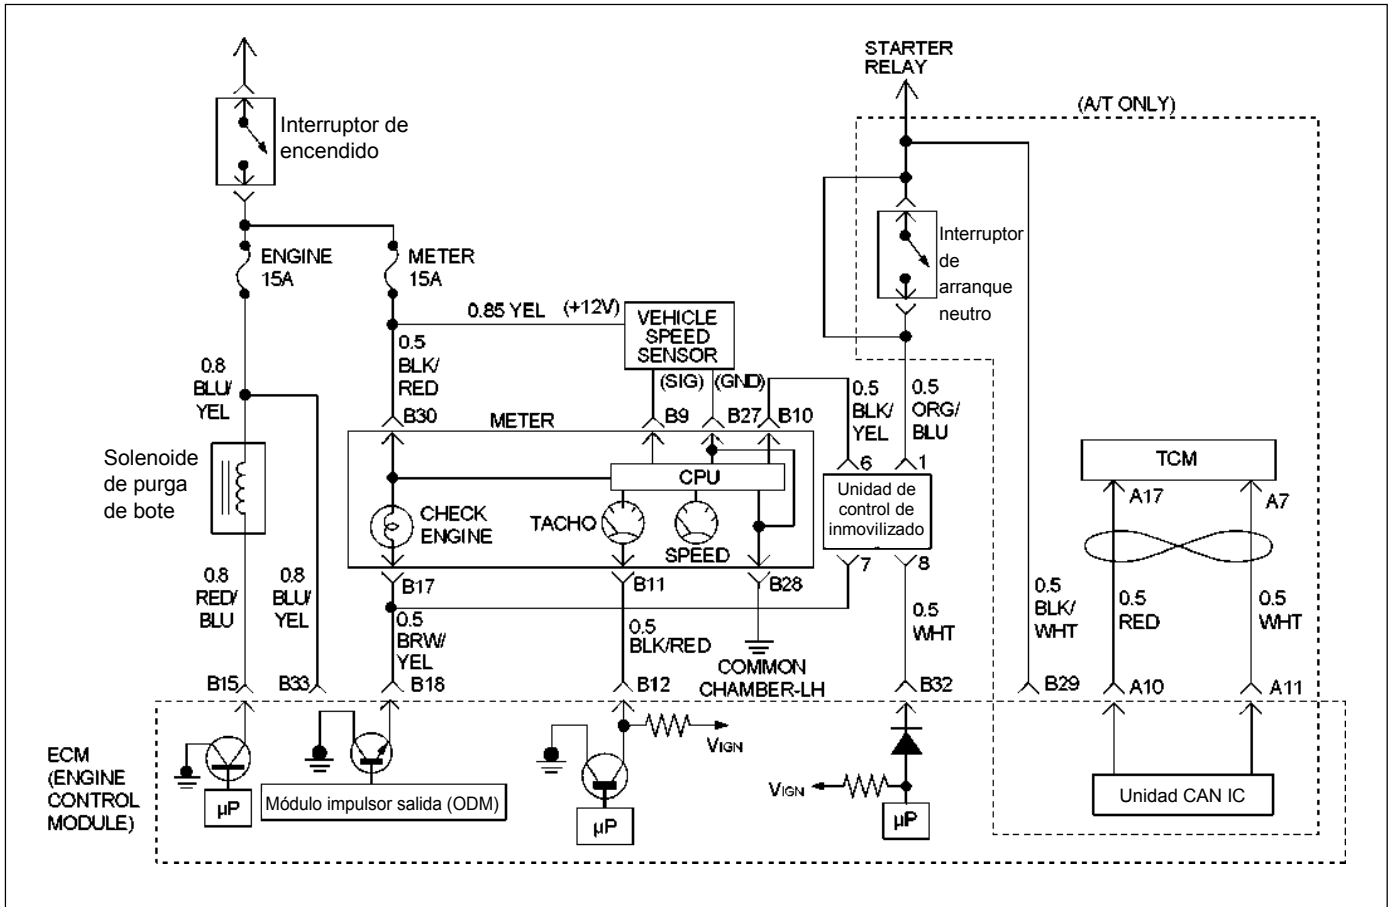 STARTER
RELAY
(A/T ONLY)
Interruptor de
encendido
ENGINE
15A
METER
15A
Interruptor
de
arranque
neutro
0.85 YEL
(+12V)
VEHICLE
SPEED
SENSOR
(SIG)
(GND)
0.8
BLU/
YEL
0.5
BLK/
RED
0.5
BLK/
YEL
0.5
ORG/
BLU
B30
METER
B9
B27
B10
6
1
Solenoide
de purga
de bote
CPU
CHECK
ENGINE
TACHO
SPEED
Unidad de
control de
inmovilizado
TCM
A17
A7
B17
B11
B28
7
8
0.8
RED/
BLU
0.8
BLU/
YEL
0.5
BRW/
YEL
0.5
BLK/RED
COMMON
CHAMBER-LH
0.5
WHT
0.5
BLK/
WHT
0.5
RED
0.5
WHT
B15
B33
B18
B12
B32
B29
A10
A11
ECM
(ENGINE
CONTROL
MODULE)
µP
Módulo impulsor salida (ODM)
VIGN
µP
VIGN
µP
Unidad CAN IC